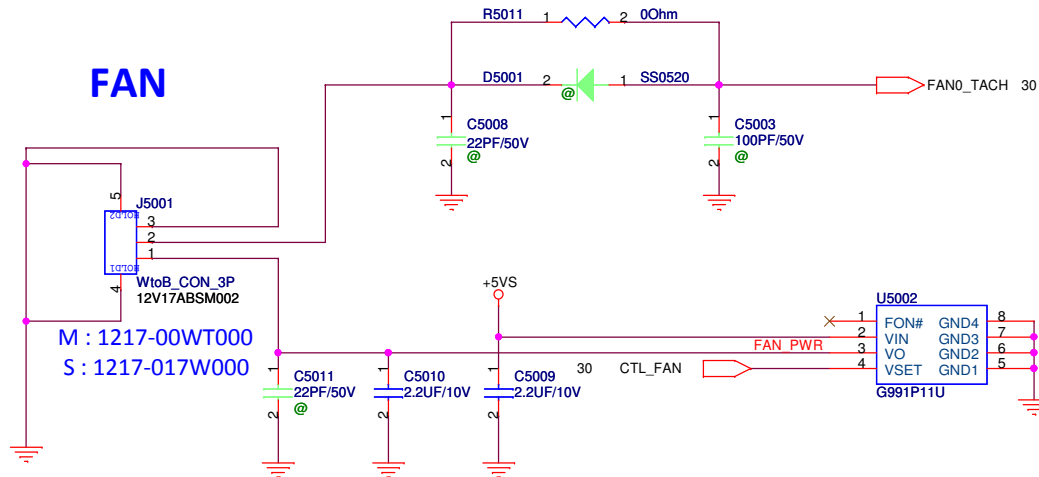 R5011 1 2 0Ohm
FAN
D5001 2 1 SS0520
@
FAN0_TACH 30
1
C5008
22PF/50V
2 @
1
C5003
100PF/50V
2 @
5
J5001
HOLD2
3
2
1
HOLD1
4
WtoB_CON_3P
12V17ABSM002
M : 1217-00WT000
S : 1217-017W000
+5VS
U5002
1 FON# GND4 8
2 VIN GND3 7
FAN_PWR 3 VO GND2 6
30 CTL_FAN 4 VSET GND1 5
G991P11U
1
C5011
22PF/50V
2 @
1
C5010
2.2UF/10V
2
1
C5009
2.2UF/10V
2